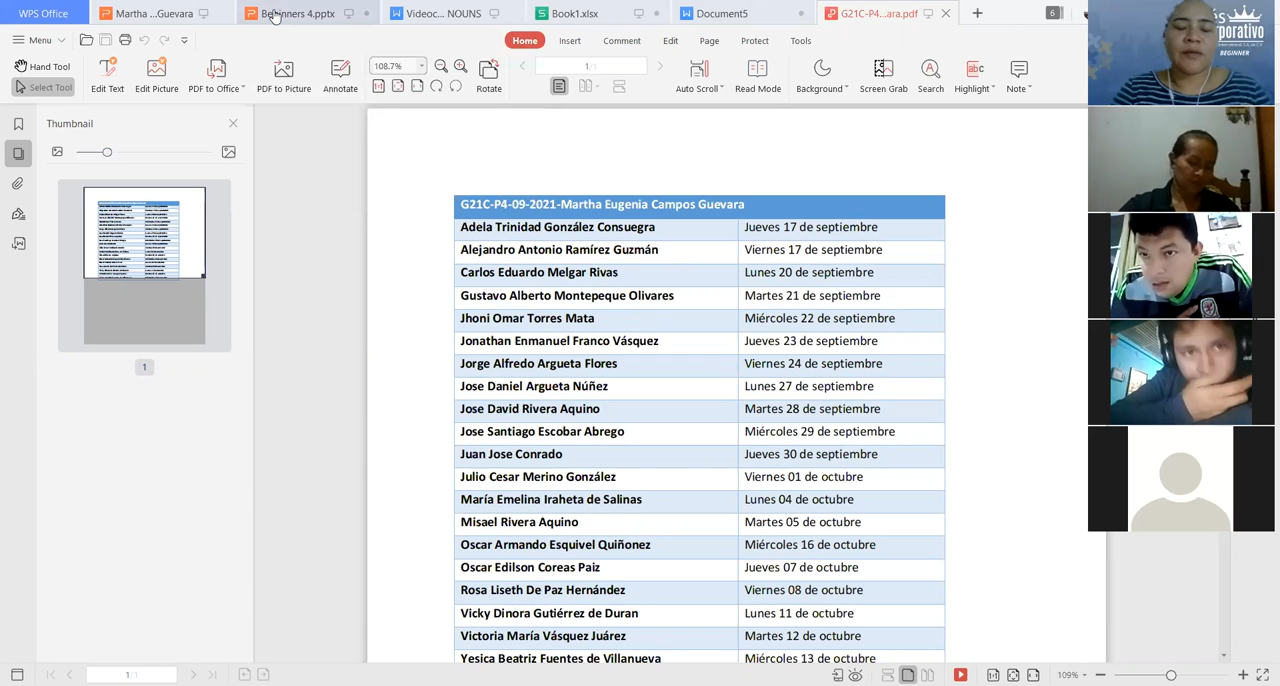 WPS Office
Martha ...Guevara
Beginners 4.pptx
Videoc... NOUNS
Book1.xlsx
Document5
G21C-P4...ara.pdf
6
Menu
Home
Insert
Comment
Edit
Page
Protect
Tools
Hand Tool
Select Tool
Edit Text
Edit Picture
PDF to Office
PDF to Picture
Annotate
108.7%
Rotate
1/1
Auto Scroll
Read Mode
Background
Screen Grab
Search
Highlight
Note
Thumbnail
1
G21C-P4-09-2021-Martha Eugenia Campos Guevara
Adela Trinidad González Consuegra Jueves 17 de septiembre
Alejandro Antonio Ramirez Guzmán Viernes 17 de septiembre
Carlos Eduardo Melgar Rivas Lunes 20 de septiembre
Gustavo Alberto Montepeque Olivares Martes 21 de septiembre
Jhoni Omar Torres Mata Miércoles 22 de septiembre
Jonathan Enmanuel Franco Vásquez Jueves 23 de septiembre
Jorge Alfredo Argueta Flores Viernes 24 de septiembre
Jose Daniel Argueta Núñez Lunes 27 de septiembre
Jose David Rivera Aquino Martes 28 de septiembre
Jose Santiago Escobar Abrego Miércoles 29 de septiembre
Juan Jose Conrado Jueves 30 de septiembre
Julio Cesar Merino González Viernes 01 de octubre
María Emelina Iraheta de Salinas Lunes 04 de octubre
Misael Rivera Aquino Martes 05 de octubre
Oscar Armando Esquivel Quiñonez Miércoles 16 de octubre
Oscar Edilson Coreas Paiz Jueves 07 de octubre
Rosa Liseth De Paz Hernández Viernes 08 de octubre
Vicky Dinora Gutiérrez de Duran Lunes 11 de octubre
Victoria María Vásquez Juárez Martes 12 de octubre
Yesica Beatriz Fuentes de Villanueva Miércoles 13 de octubre
1/1
109%
BEGINNER